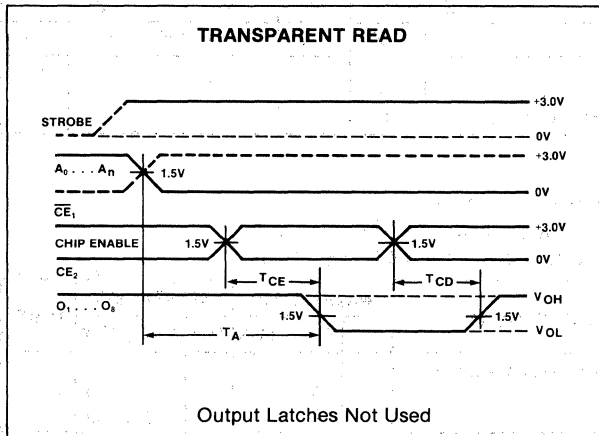 TRANSPARENT READ
+3.0V
STROBE
0V
+3.0V
A0 . . . An
1.5V
0V
CE1
+3.0V
CHIP ENABLE
1.5V
1.5V
0V
CE2
TCE
TCD
VOH
O1 . . . O8
1.5V
1.5V
TA
VOL
Output Latches Not Used